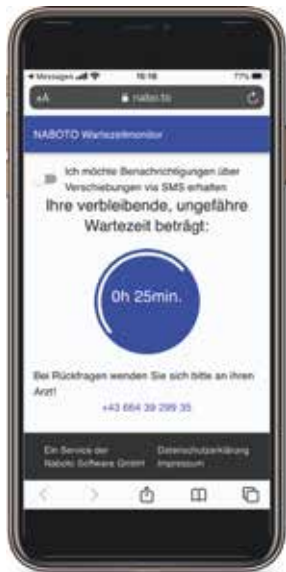 Messages 16:16 77%
AA nabo.to
NABOTO Wartezeitmonitor
Ich möchte Benachrichtigungen über
Verschiebungen via SMS erhalten
Ihre verbleibende, ungefähre
Wartezeit beträgt:
0h 25min.
Bei Rückfragen wenden Sie sich bitte an ihren
Arzt!
+43 664 39 299 35
Ein Service der Datenschutzerklärung
Naboto Software GmbH Impressum